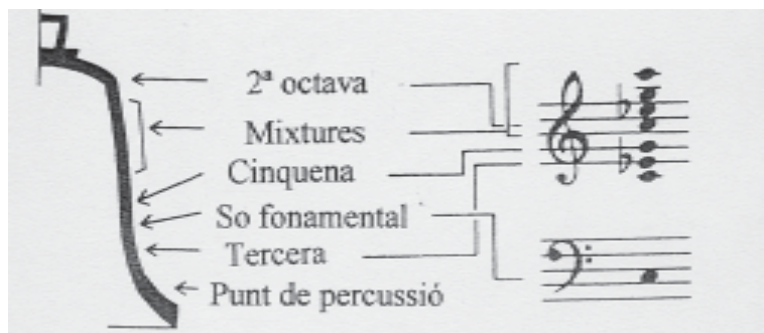 2ª octava
Mixtures
Cinquena
So fonamental
Tercera
Punt de percussió